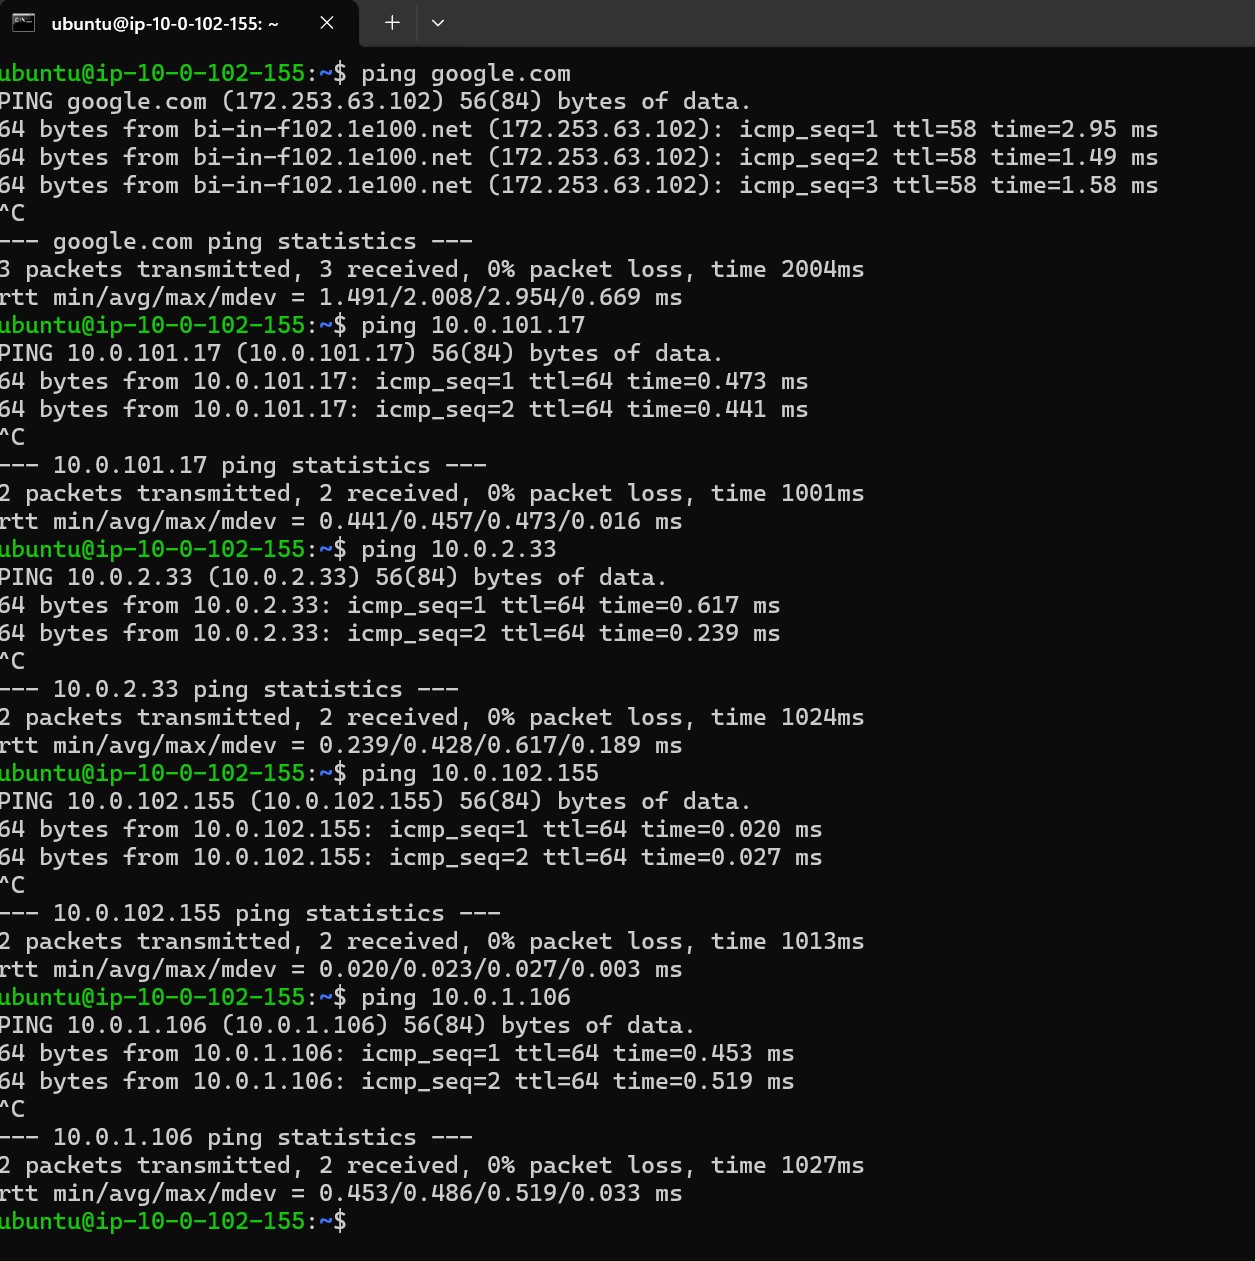 ubuntu@ip-10-0-102-155: ~
ubuntu@ip-10-0-102-155:~$ ping google.com
PING google.com (172.253.63.102) 56(84) bytes of data.
64 bytes from bi-in-f102.1e100.net (172.253.63.102): icmp_seq=1 ttl=58 time=2.95 ms
64 bytes from bi-in-f102.1e100.net (172.253.63.102): icmp_seq=2 ttl=58 time=1.49 ms
64 bytes from bi-in-f102.1e100.net (172.253.63.102): icmp_seq=3 ttl=58 time=1.58 ms
^C
--- google.com ping statistics ---
3 packets transmitted, 3 received, 0% packet loss, time 2004ms
rtt min/avg/max/mdev = 1.491/2.008/2.954/0.669 ms
ubuntu@ip-10-0-102-155:~$ ping 10.0.101.17
PING 10.0.101.17 (10.0.101.17) 56(84) bytes of data.
64 bytes from 10.0.101.17: icmp_seq=1 ttl=64 time=0.473 ms
64 bytes from 10.0.101.17: icmp_seq=2 ttl=64 time=0.441 ms
^C
--- 10.0.101.17 ping statistics ---
2 packets transmitted, 2 received, 0% packet loss, time 1001ms
rtt min/avg/max/mdev = 0.441/0.457/0.473/0.016 ms
ubuntu@ip-10-0-102-155:~$ ping 10.0.2.33
PING 10.0.2.33 (10.0.2.33) 56(84) bytes of data.
64 bytes from 10.0.2.33: icmp_seq=1 ttl=64 time=0.617 ms
64 bytes from 10.0.2.33: icmp_seq=2 ttl=64 time=0.239 ms
^C
--- 10.0.2.33 ping statistics ---
2 packets transmitted, 2 received, 0% packet loss, time 1024ms
rtt min/avg/max/mdev = 0.239/0.428/0.617/0.189 ms
ubuntu@ip-10-0-102-155:~$ ping 10.0.102.155
PING 10.0.102.155 (10.0.102.155) 56(84) bytes of data.
64 bytes from 10.0.102.155: icmp_seq=1 ttl=64 time=0.020 ms
64 bytes from 10.0.102.155: icmp_seq=2 ttl=64 time=0.027 ms
^C
--- 10.0.102.155 ping statistics ---
2 packets transmitted, 2 received, 0% packet loss, time 1013ms
rtt min/avg/max/mdev = 0.020/0.023/0.027/0.003 ms
ubuntu@ip-10-0-102-155:~$ ping 10.0.1.106
PING 10.0.1.106 (10.0.1.106) 56(84) bytes of data.
64 bytes from 10.0.1.106: icmp_seq=1 ttl=64 time=0.453 ms
64 bytes from 10.0.1.106: icmp_seq=2 ttl=64 time=0.519 ms
^C
--- 10.0.1.106 ping statistics ---
2 packets transmitted, 2 received, 0% packet loss, time 1027ms
rtt min/avg/max/mdev = 0.453/0.486/0.519/0.033 ms
ubuntu@ip-10-0-102-155:~$